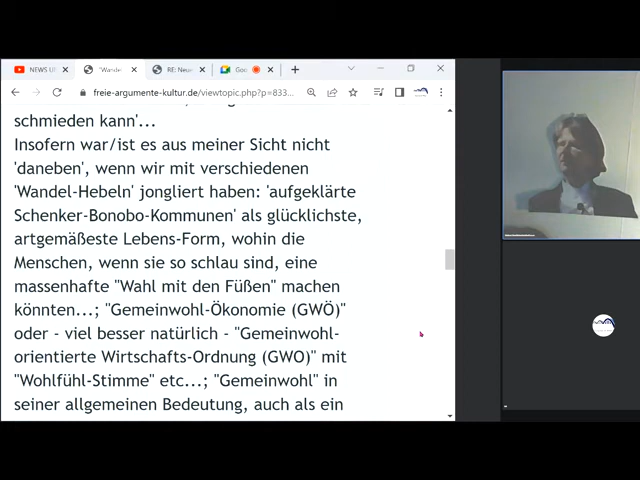 NEWS U
"Wande
RE: Neue
Goo
freie-argumente-kultur.de/viewtopic.php?p=833...
schmieden kann'...
Insofern war/ist es aus meiner Sicht nicht
'daneben', wenn wir mit verschiedenen
'Wandel-Hebeln' jongliert haben: 'aufgeklärte
Schenker-Bonobo-Kommunen' als glücklichste,
artgemäßeste Lebens-Form, wohin die
Menschen, wenn sie so schlau sind, eine
massenhafte "Wahl mit den Füßen" machen
könnten...; "Gemeinwohl-Ökonomie (GWÖ)"
oder - viel besser natürlich - "Gemeinwohl-
orientierte Wirtschafts-Ordnung (GWO)" mit
"Wohlfühl-Stimme" etc...; "Gemeinwohl" in
seiner allgemeinen Bedeutung, auch als ein